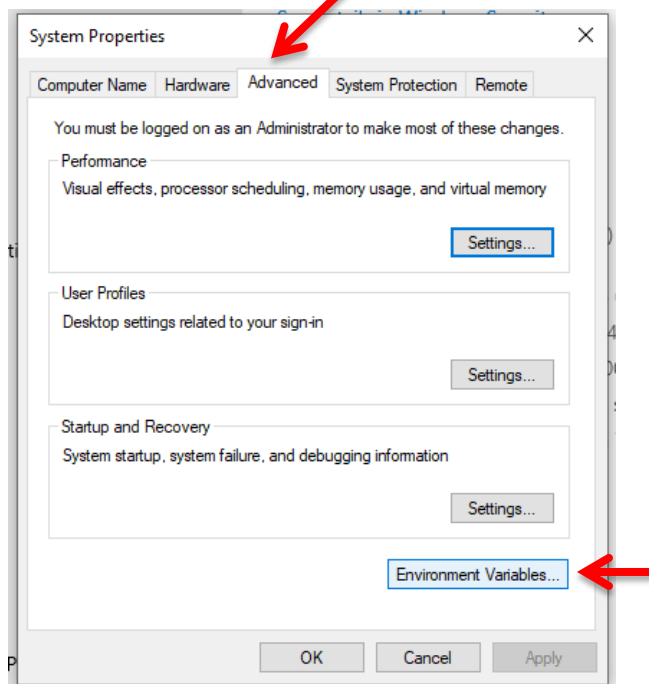 System Properties
Computer Name Hardware Advanced System Protection Remote
You must be logged on as an Administrator to make most of these changes.
Performance
Visual effects, processor scheduling, memory usage, and virtual memory
Settings...
User Profiles
Desktop settings related to your sign-in
Settings...
Startup and Recovery
System startup, system failure, and debugging information
Settings...
Environment Variables...
OK Cancel Apply